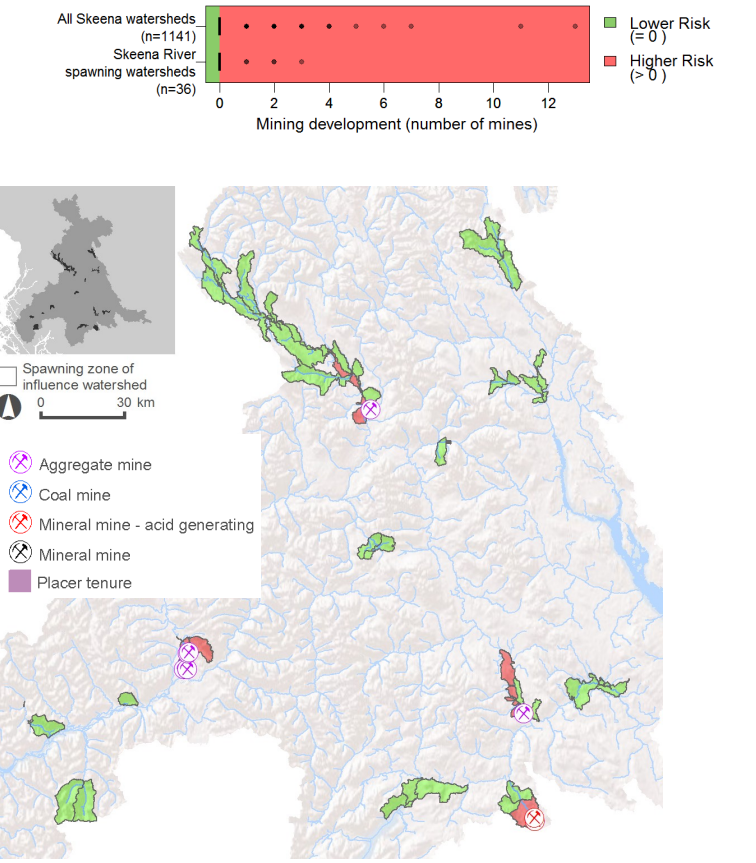 All Skeena watersheds
(n=1141)
Skeena River
spawning watersheds
(n=36)
0 2 4 6 8 10 12
Mining development (number of mines)
Lower Risk
(= 0 )
Higher Risk
(> 0 )
Spawning zone of
influence watershed
0 30 km
Aggregate mine
Coal mine
Mineral mine - acid generating
Mineral mine
Placer tenure